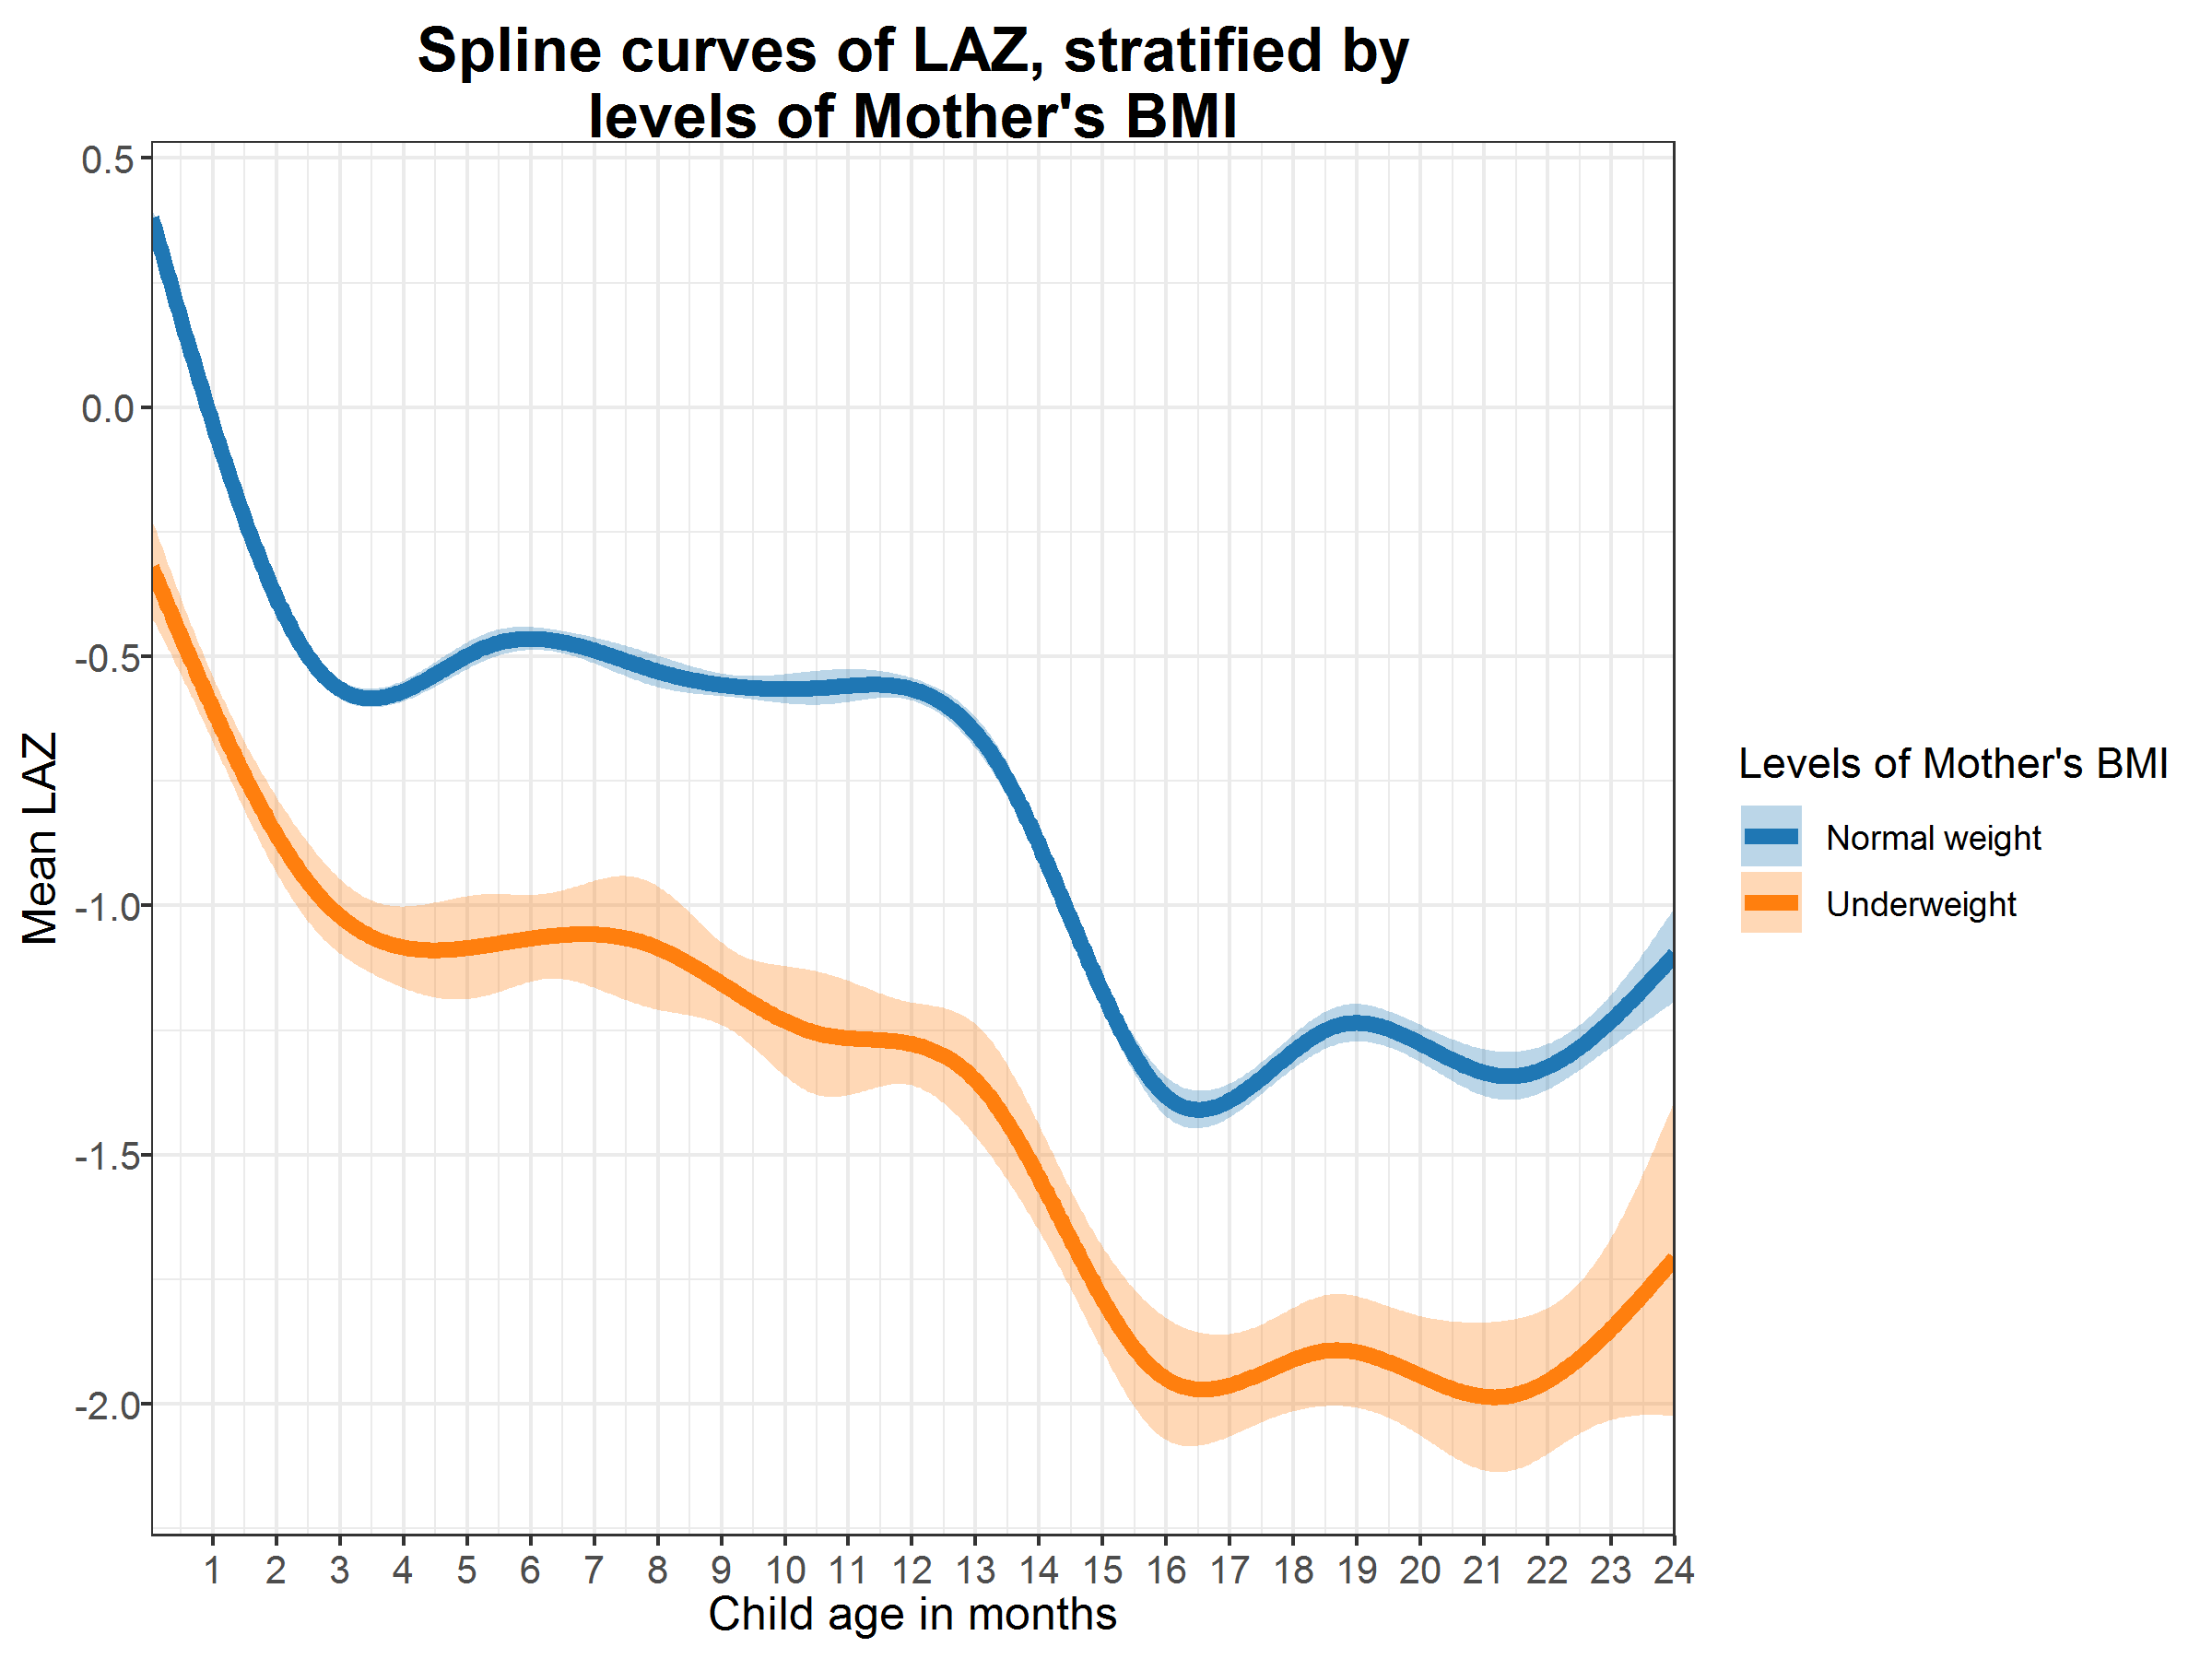 Spline curves of LAZ, stratified by
levels of Mother's BMI
0.5
0.0
-0.5
-1.0
-1.5
-2.0
Mean LAZ
1 2 3 4 5 6 7 8 9 10 11 12 13 14 15 16 17 18 19 20 21 22 23 24
Child age in months
Levels of Mother's BMI
Normal weight
Underweight